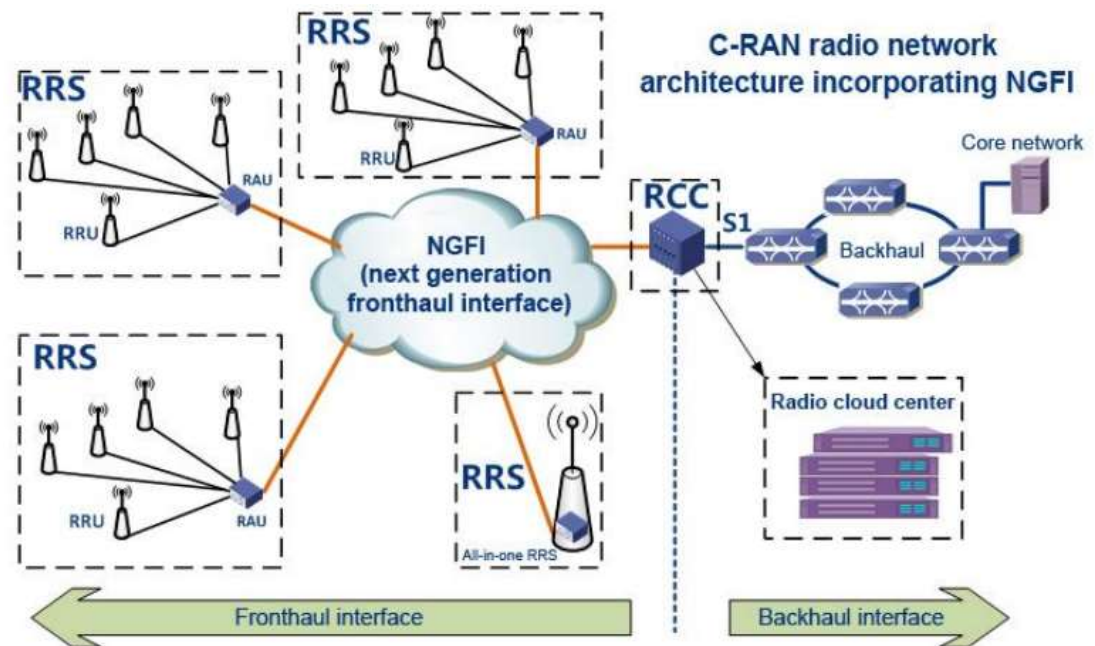 C-RAN radio network
architecture incorporating NGFI
RRS
RAU
RRU
RRS
RAU
RRU
NGFI
(next generation
fronthaul interface)
RCC
S1
Backhaul
Core network
RRS
RRU
RAU
RRS
All-in-one RRS
Radio cloud center
Fronthaul interface
Backhaul interface